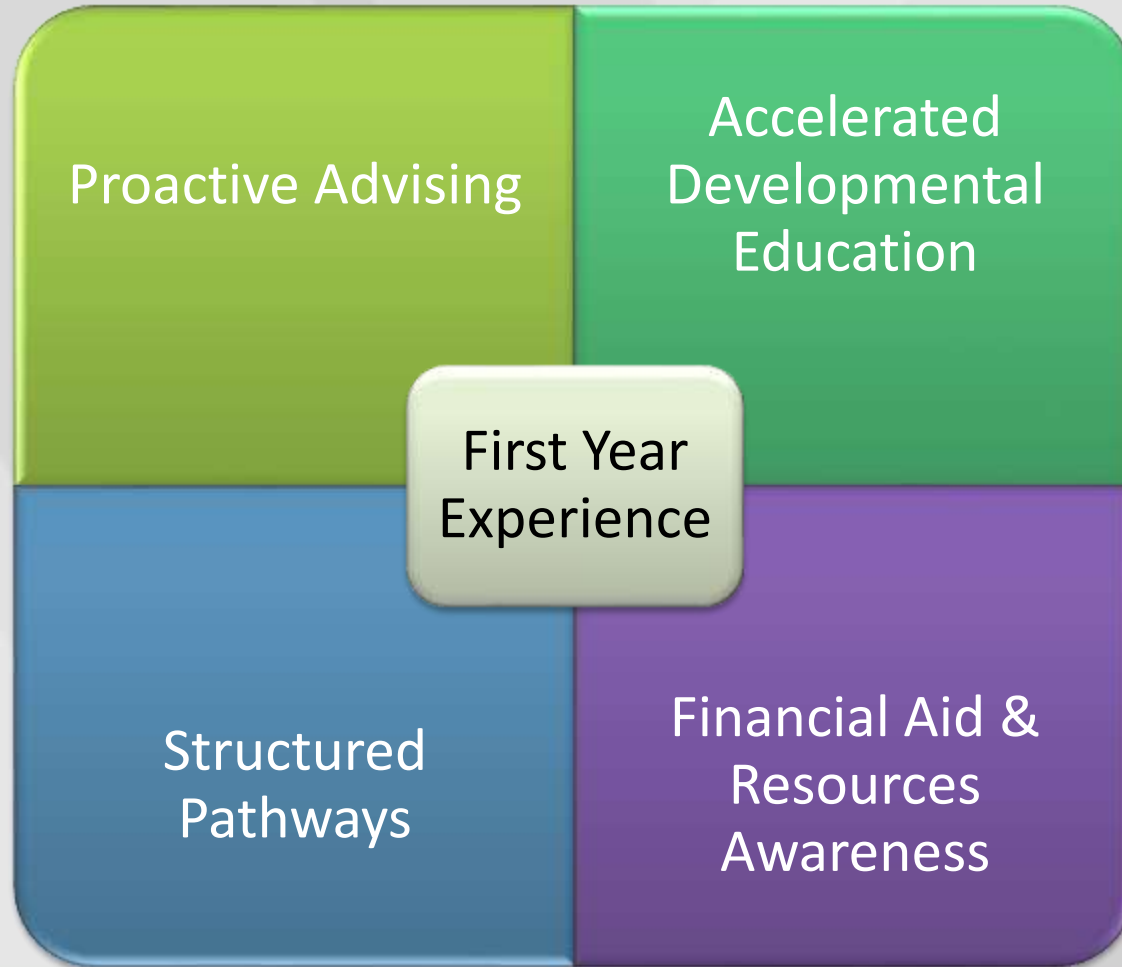 Proactive Advising
Accelerated
Developmental
Education
First Year
Experience
Structured
Pathways
Financial Aid &
Resources
Awareness